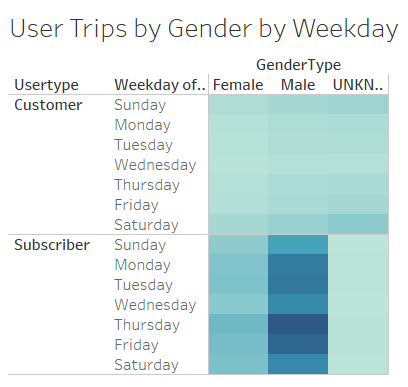 User Trips by Gender by Weekday
GenderType
Usertype Weekday of.. Female Male UNKN..
Customer Sunday
Monday
Tuesday
Wednesday
Thursday
Friday
Saturday
Subscriber Sunday
Monday
Tuesday
Wednesday
Thursday
Friday
Saturday